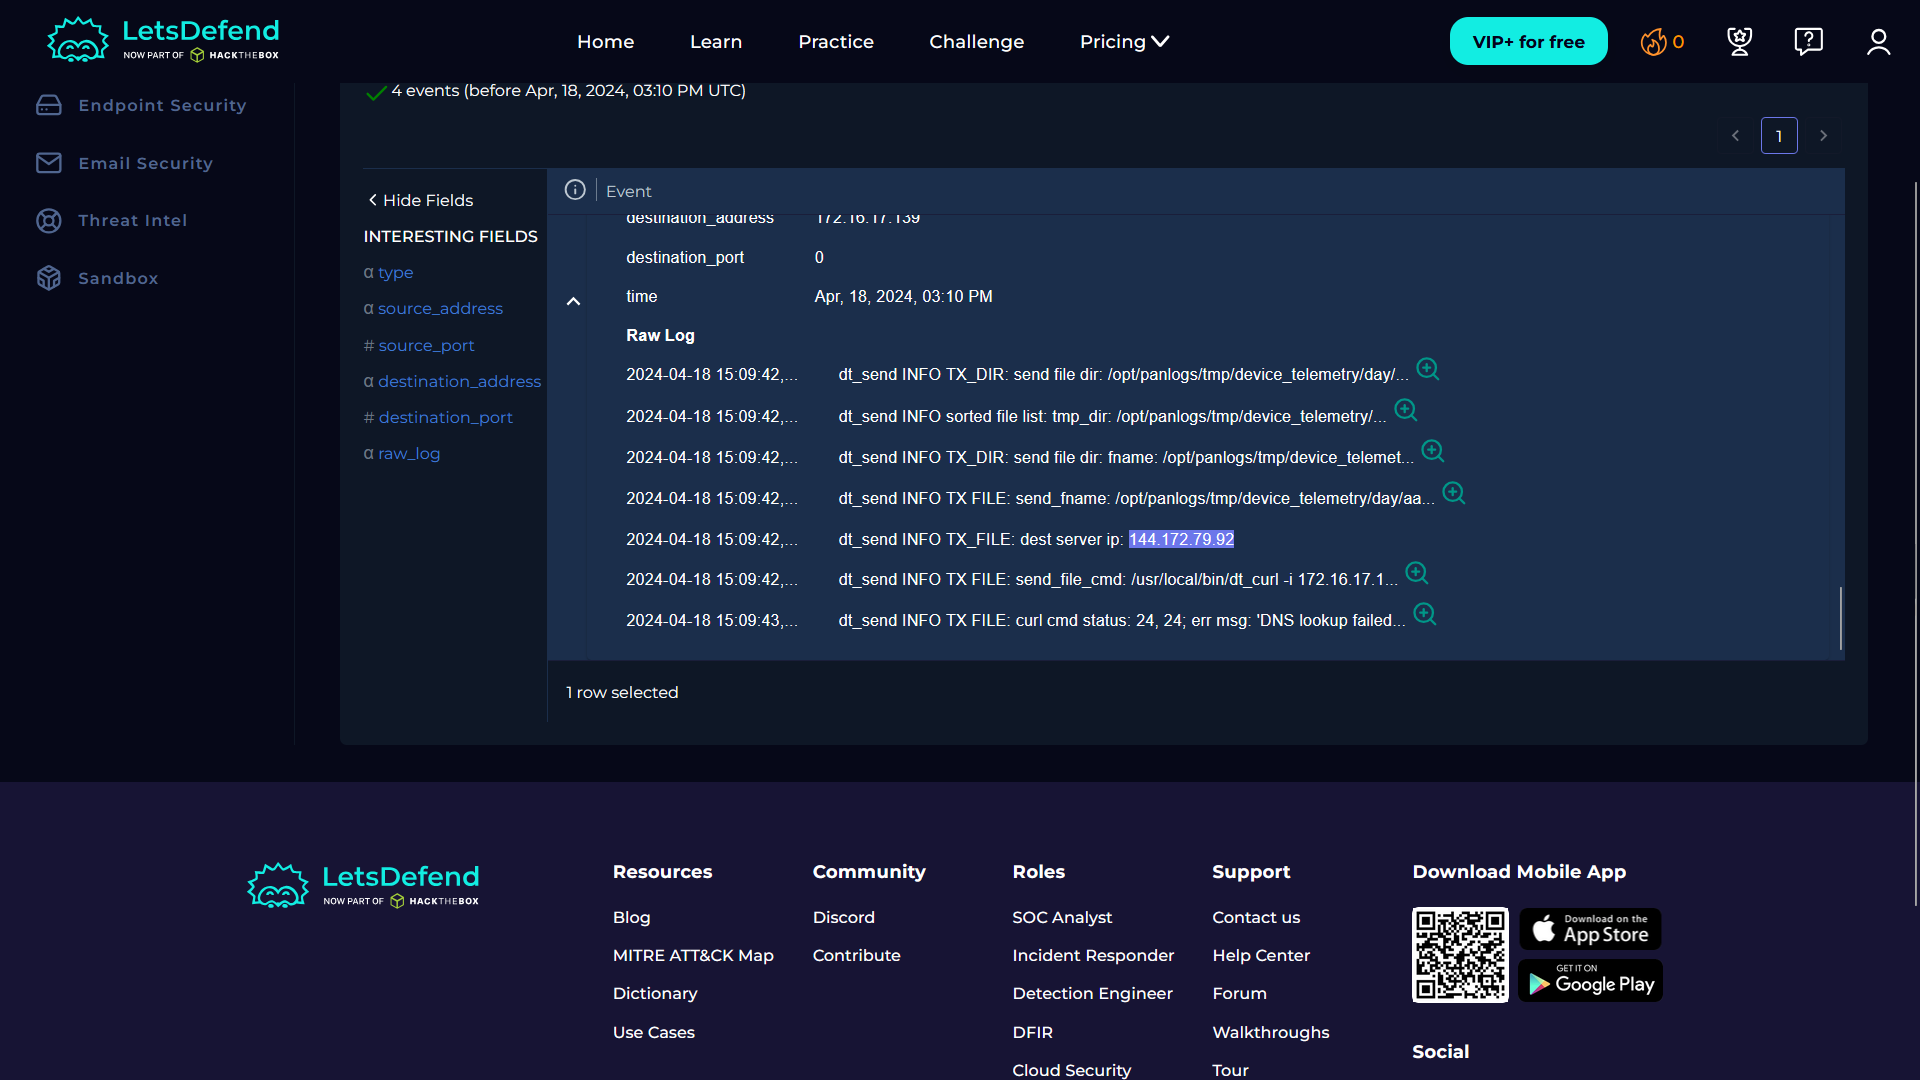 LetsDefend
NOW PART OF HACKTHEBOX
Home
Learn
Practice
Challenge
Pricing
VIP+ for free
0
Endpoint Security
Email Security
Threat Intel
Sandbox
4 events (before Apr, 18, 2024, 03:10 PM UTC)
1
Hide Fields
INTERESTING FIELDS
α type
α source_address
# source_port
α destination_address
# destination_port
α raw_log
Event
destination_address 172.16.17.139
destination_port 0
time Apr, 18, 2024, 03:10 PM
Raw Log
2024-04-18 15:09:42,... dt_send INFO TX_DIR: send file dir: /opt/panlogs/tmp/device_telemetry/day/...
2024-04-18 15:09:42,... dt_send INFO sorted file list: tmp_dir: /opt/panlogs/tmp/device_telemetry/...
2024-04-18 15:09:42,... dt_send INFO TX_DIR: send file dir: fname: /opt/panlogs/tmp/device_telemet...
2024-04-18 15:09:42,... dt_send INFO TX FILE: send_fname: /opt/panlogs/tmp/device_telemetry/day/aa...
2024-04-18 15:09:42,... dt_send INFO TX_FILE: dest server ip: 144.172.79.92
2024-04-18 15:09:42,... dt_send INFO TX FILE: send_file_cmd: /usr/local/bin/dt_curl -i 172.16.17.1...
2024-04-18 15:09:43,... dt_send INFO TX FILE: curl cmd status: 24, 24; err msg: 'DNS lookup failed...
1 row selected
LetsDefend
NOW PART OF HACKTHEBOX
Resources
Blog
MITRE ATT&CK Map
Dictionary
Use Cases
Community
Discord
Contribute
Roles
SOC Analyst
Incident Responder
Detection Engineer
DFIR
Cloud Security
Support
Contact us
Help Center
Forum
Walkthroughs
Tour
Download Mobile App
Download on the
App Store
GET IT ON
Google Play
Social